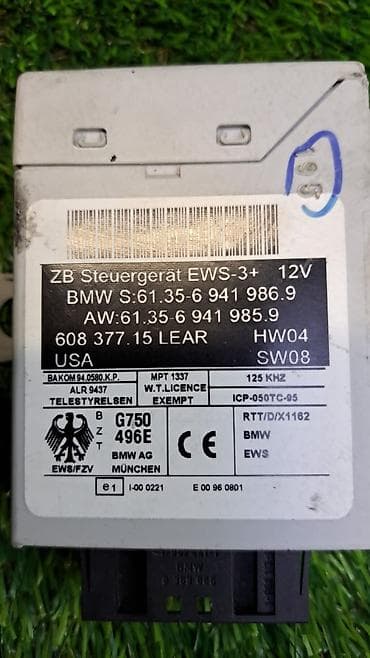 ZB Steuergerät EWS-3+ 12V
BMW S:61.35-6 941 986.9
AW:61.35-6 941 985.9
608 377.15 LEAR HW04
USA SW08
BAKOM 94.0580.K.P. MPT 1337 125 KHZ
ALR 9437 W.T.LICENCE
TELESTYRELSEN EXEMPT ICP-050TC-95
BZT G750 RTT/D/X1162
496E BMW
EWS/FZV BMW AG EWS
MÜNCHEN
CE
e1 I-00 0221 E 00 96 0801